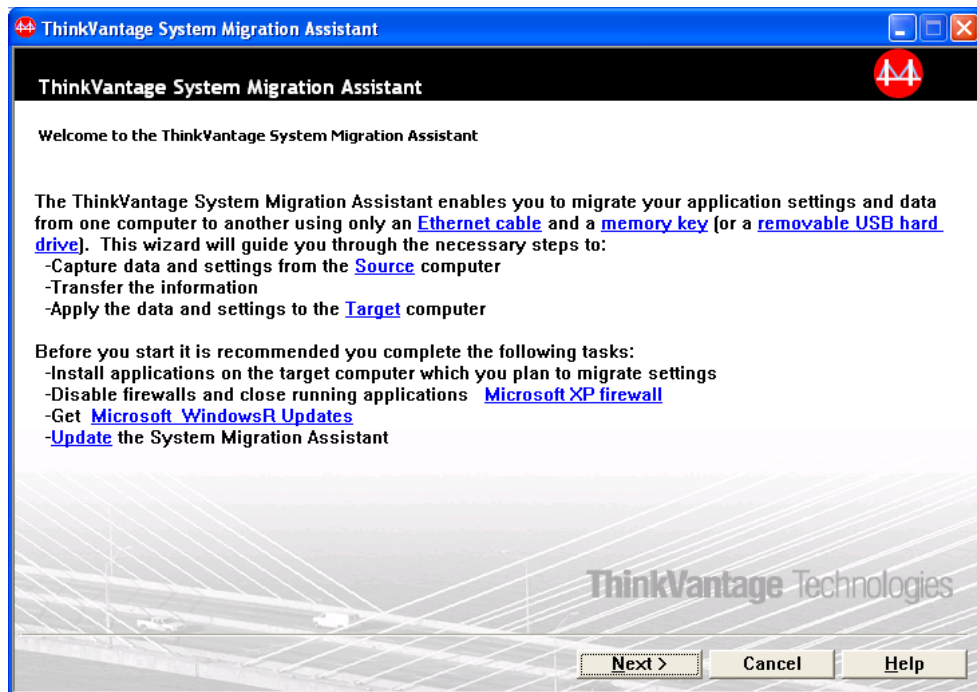 ThinkVantage System Migration Assistant
ThinkVantage System Migration Assistant
Welcome to the ThinkVantage System Migration Assistant
The ThinkVantage System Migration Assistant enables you to migrate your application settings and data
from one computer to another using only an Ethernet cable and a memory key (or a removable USB hard
drive).  This wizard will guide you through the necessary steps to:
-Capture data and settings from the Source computer
-Transfer the information
-Apply the data and settings to the Target computer
Before you start it is recommended you complete the following tasks:
-Install applications on the target computer which you plan to migrate settings
-Disable firewalls and close running applications   Microsoft XP firewall
-Get  Microsoft  WindowsR Updates
-Update the System Migration Assistant
ThinkVantage Technologies
Next > Cancel Help